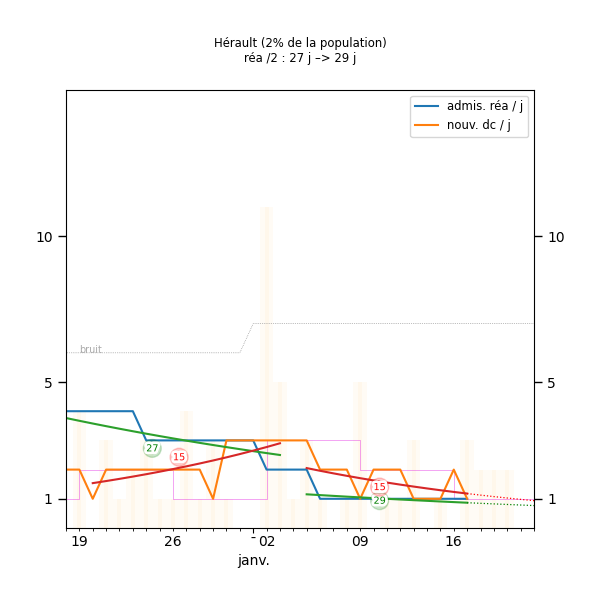 Hérault (2% de la population)
réa /2 : 27 j –> 29 j
admis. réa / j
nouv. dc / j
10
10
bruit
5
5
27
15
15
29
1
1
19
26
02
09
16
janv.